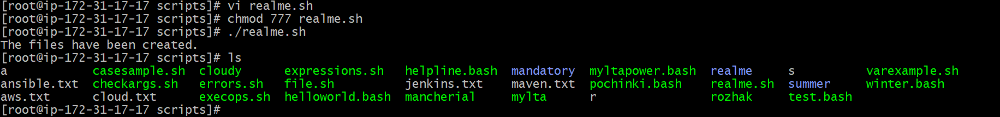 [root@ip-172-31-17-17 scripts]# vi realme.sh
[root@ip-172-31-17-17 scripts]# chmod 777 realme.sh
[root@ip-172-31-17-17 scripts]# ./realme.sh
The files have been created.
[root@ip-172-31-17-17 scripts]# ls
a            casesample.sh  cloudy      expressions.sh   helpline.bash  mandatory  myltapower.bash  realme     s          varexample.sh
ansible.txt  checkargs.sh   errors.sh   file.sh          jenkins.txt    maven.txt  pochinki.bash    realme.sh  summer     winter.bash
aws.txt      cloud.txt      execops.sh  helloworld.bash  mancherial     mylta      r                rozhak     test.bash
[root@ip-172-31-17-17 scripts]#